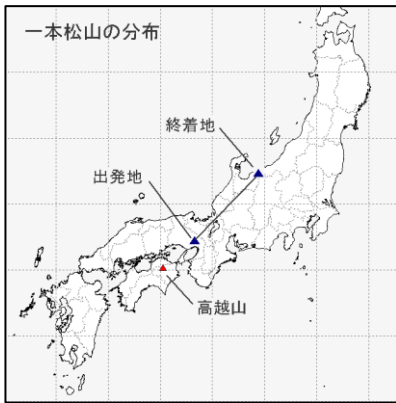 一本松山の分布
終着地
出発地
高越山